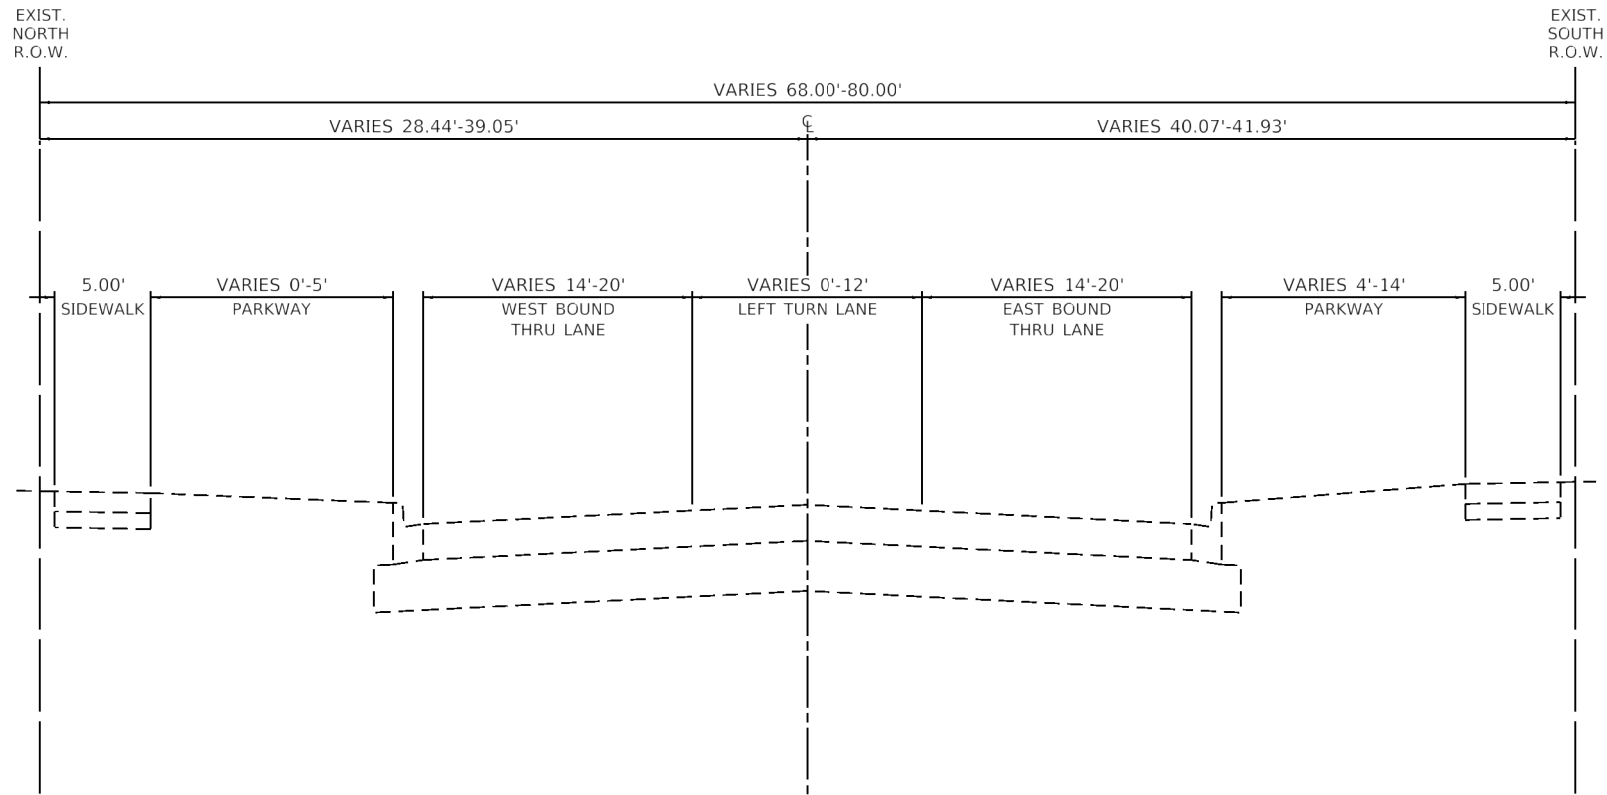 EXIST.
NORTH
R.O.W.
EXIST.
SOUTH
R.O.W.
VARIES 68.00'-80.00'
VARIES 28.44'-39.05'
℄
VARIES 40.07'-41.93'
5.00'
SIDEWALK
VARIES 0'-5'
PARKWAY
VARIES 14'-20'
WEST BOUND
THRU LANE
VARIES 0'-12'
LEFT TURN LANE
VARIES 14'-20'
EAST BOUND
THRU LANE
VARIES 4'-14'
PARKWAY
5.00'
SIDEWALK